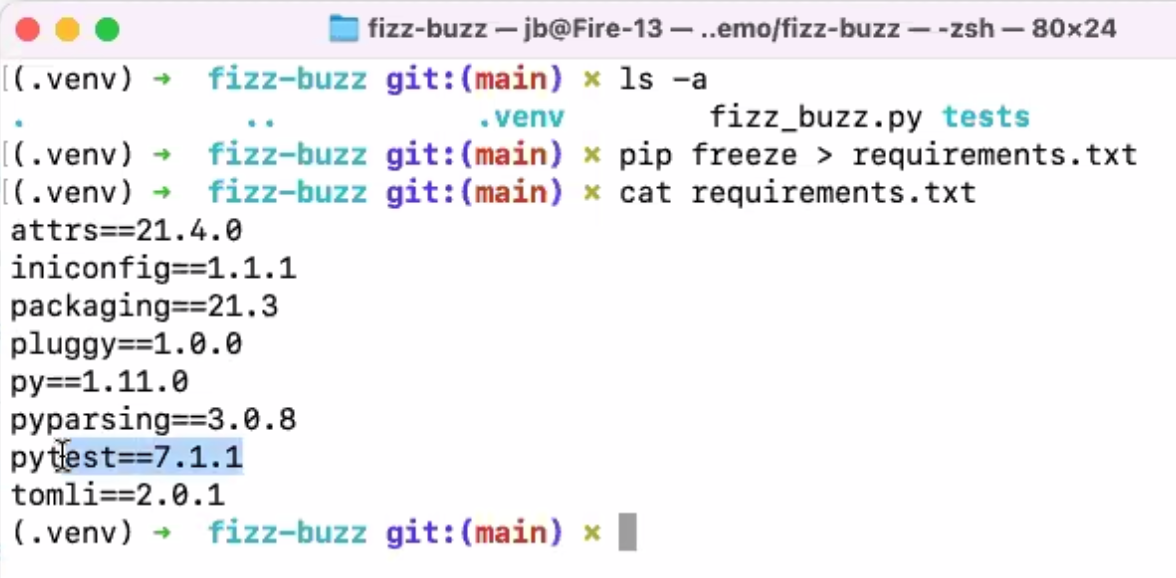 fizz-buzz — jb@Fire-13 — ..emo/fizz-buzz — -zsh — 80×24
[(.venv) → fizz-buzz git:(main) × ls -a
. .. .venv fizz_buzz.py tests
[(.venv) → fizz-buzz git:(main) × pip freeze > requirements.txt
[(.venv) → fizz-buzz git:(main) × cat requirements.txt
attrs==21.4.0
iniconfig==1.1.1
packaging==21.3
pluggy==1.0.0
py==1.11.0
pyparsing==3.0.8
pytest==7.1.1
tomli==2.0.1
(.venv) → fizz-buzz git:(main) ×